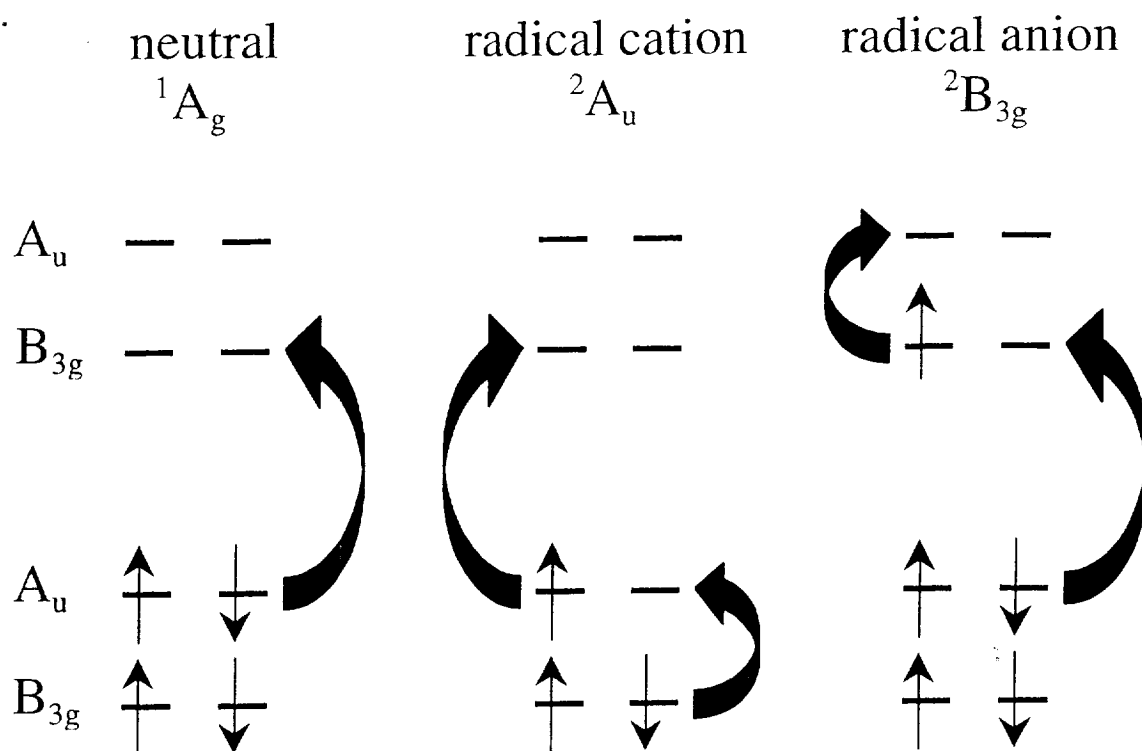 neutral
¹A_g
radical cation
²A_u
radical anion
²B_3g
A_u
B_3g
A_u
B_3g